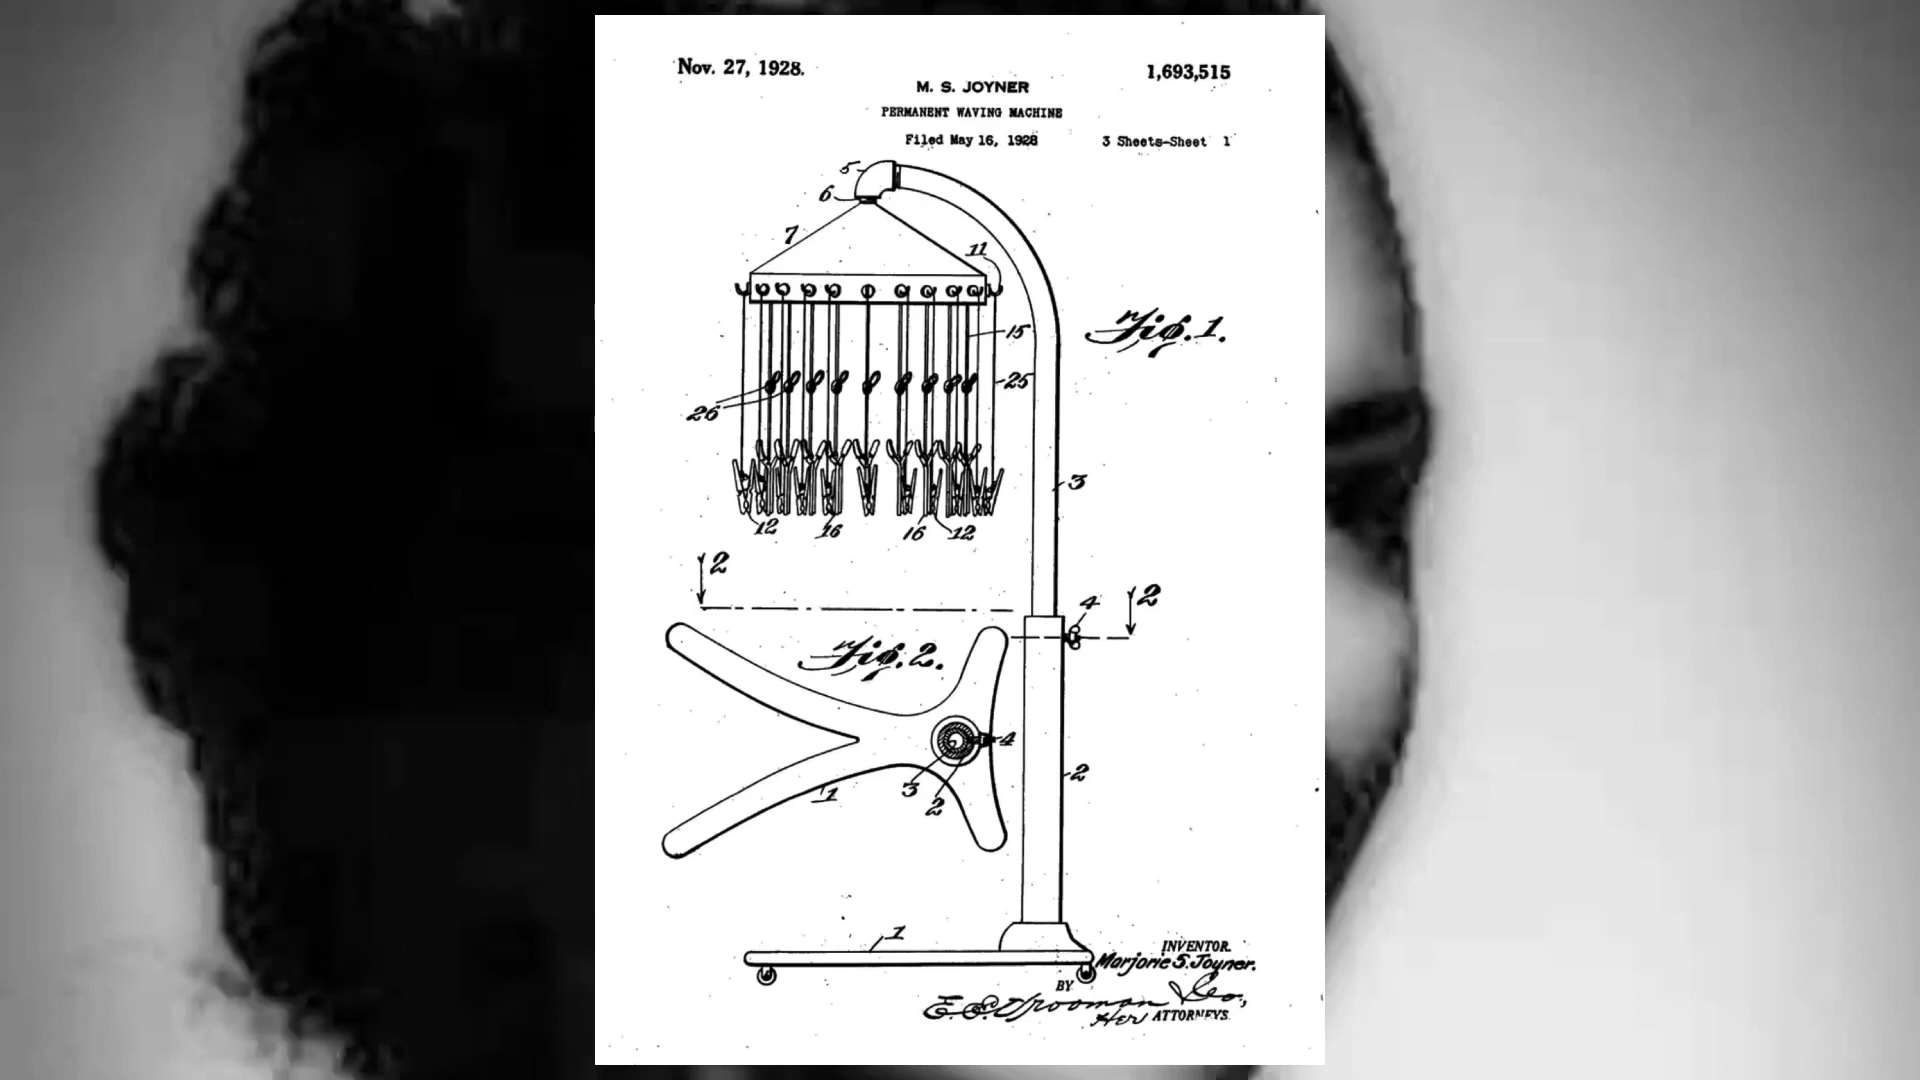 Nov. 27, 1928.
1,693,515
M. S. JOYNER
PERMANENT WAVING MACHINE
Filed May 16, 1928
3 Sheets-Sheet 1
5
6
7
11
Fig. 1.
15
25
26
3
12
16
16
12
2
2
4
Fig. 2.
4
3
2
1
2
1
INVENTOR.
Marjorie S. Joyner.
BY
E. E. Vrooman & Co.,
Her ATTORNEYS.